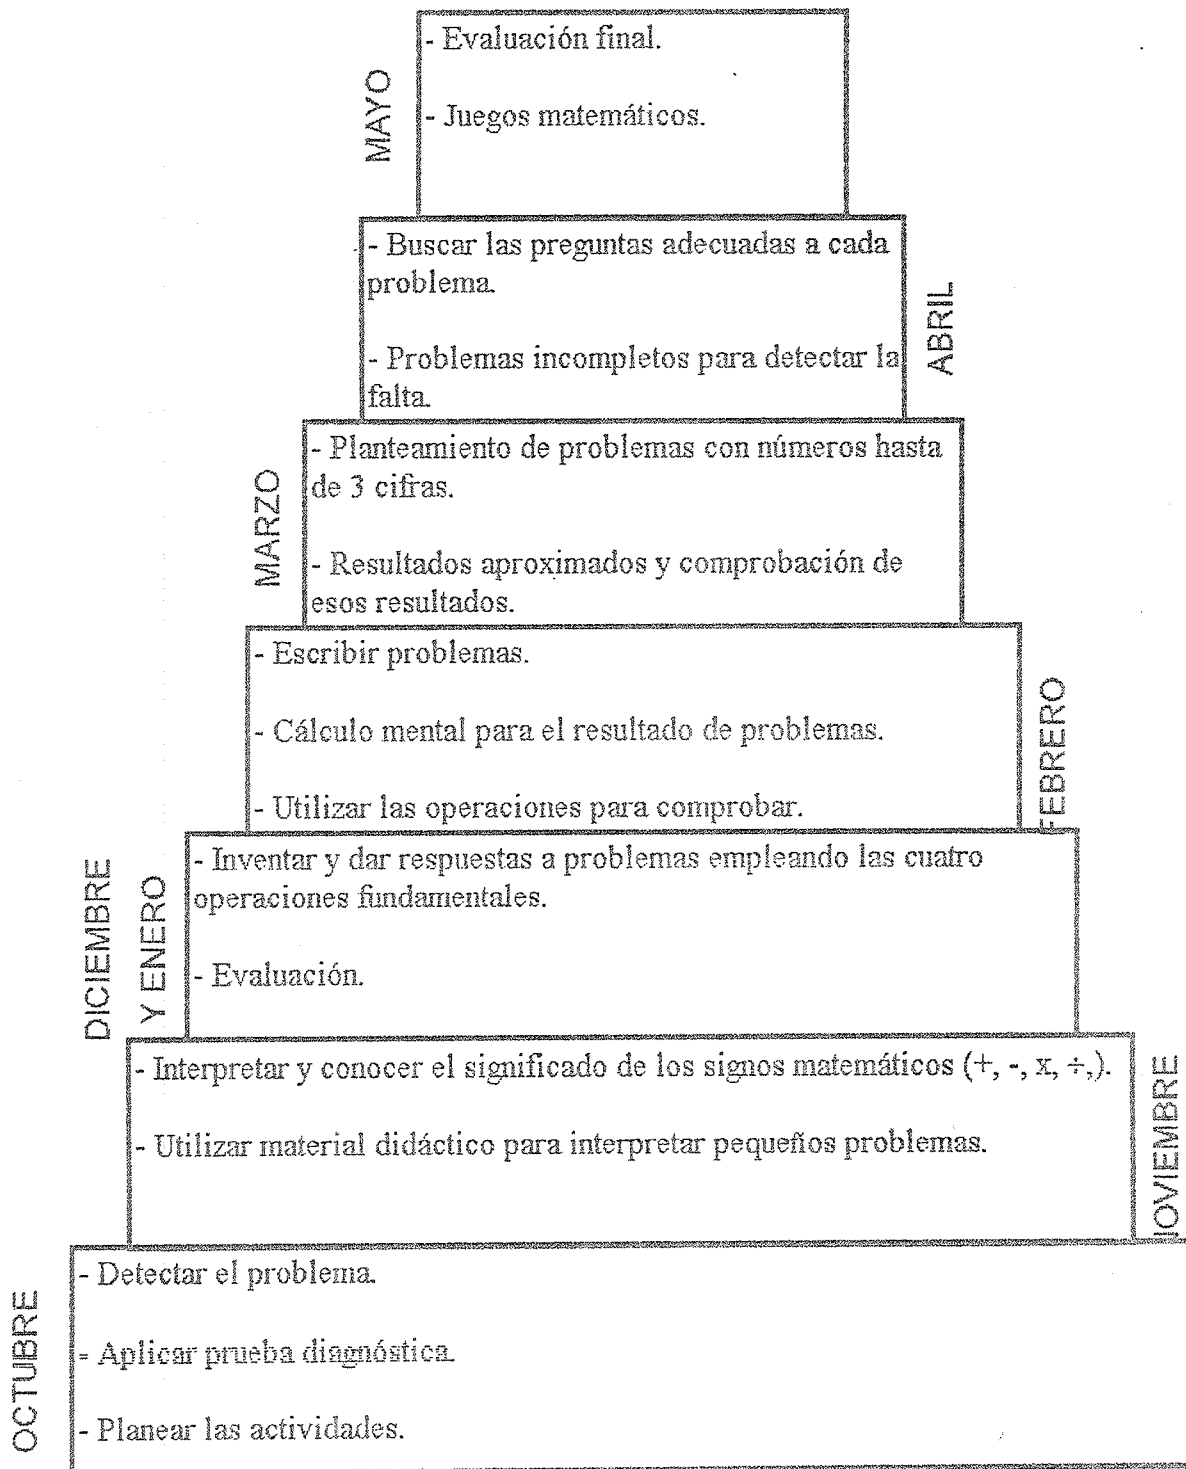 - Evaluación final.
MAYO
- Juegos matemáticos.
- Buscar las preguntas adecuadas a cada
problema.
ABRIL
- Problemas incompletos para detectar la
falta.
- Planteamiento de problemas con números hasta
de 3 cifras.
MARZO
- Resultados aproximados y comprobación de
esos resultados.
- Escribir problemas.
FEBRERO
- Cálculo mental para el resultado de problemas.
- Utilizar las operaciones para comprobar.
DICIEMBRE
Y ENERO
- Inventar y dar respuestas a problemas empleando las cuatro
operaciones fundamentales.
- Evaluación.
- Interpretar y conocer el significado de los signos matemáticos (+, -, x, ÷,).
IOVIEMBRE
- Utilizar material didáctico para interpretar pequeños problemas.
- Detectar el problema.
OCTUBRE
- Aplicar prueba diagnóstica.
- Planear las actividades.